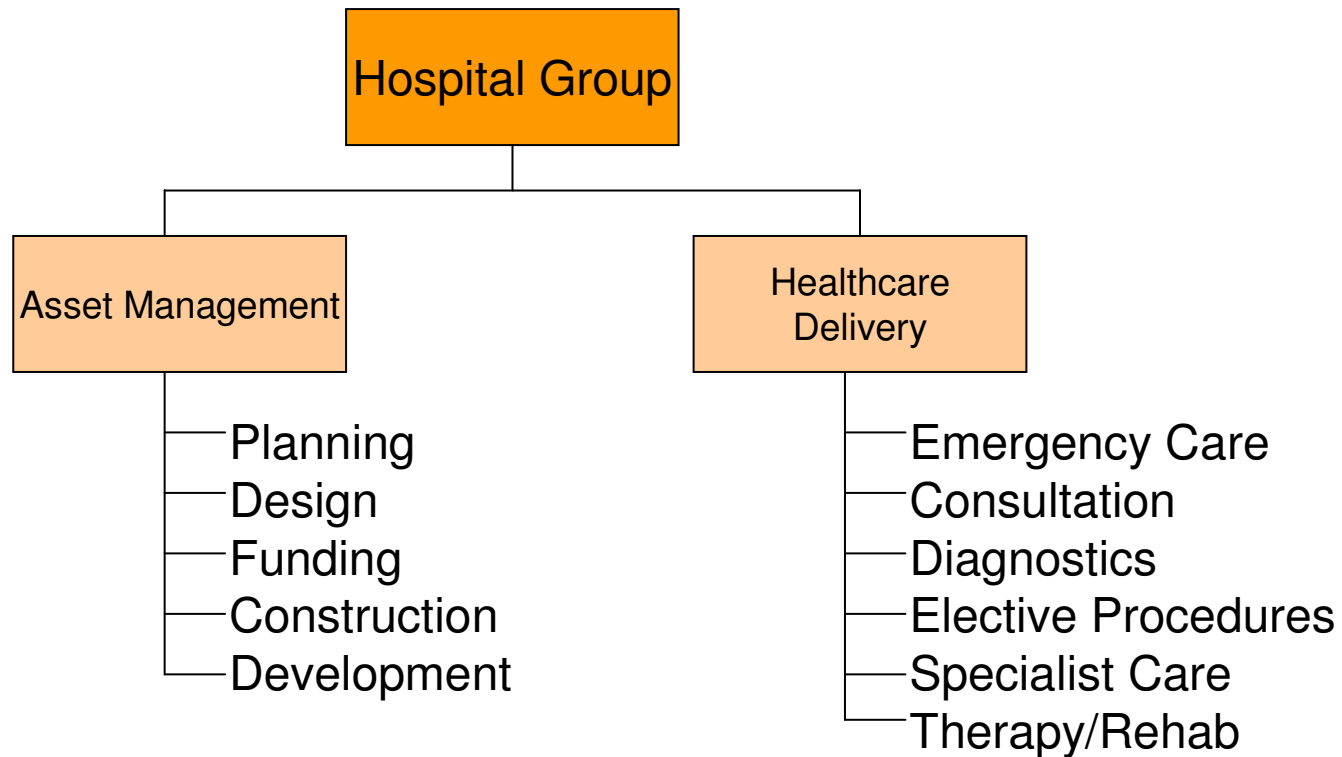 Hospital Group
Asset Management
Healthcare
Delivery
Planning
Design
Funding
Construction
Development
Emergency Care
Consultation
Diagnostics
Elective Procedures
Specialist Care
Therapy/Rehab